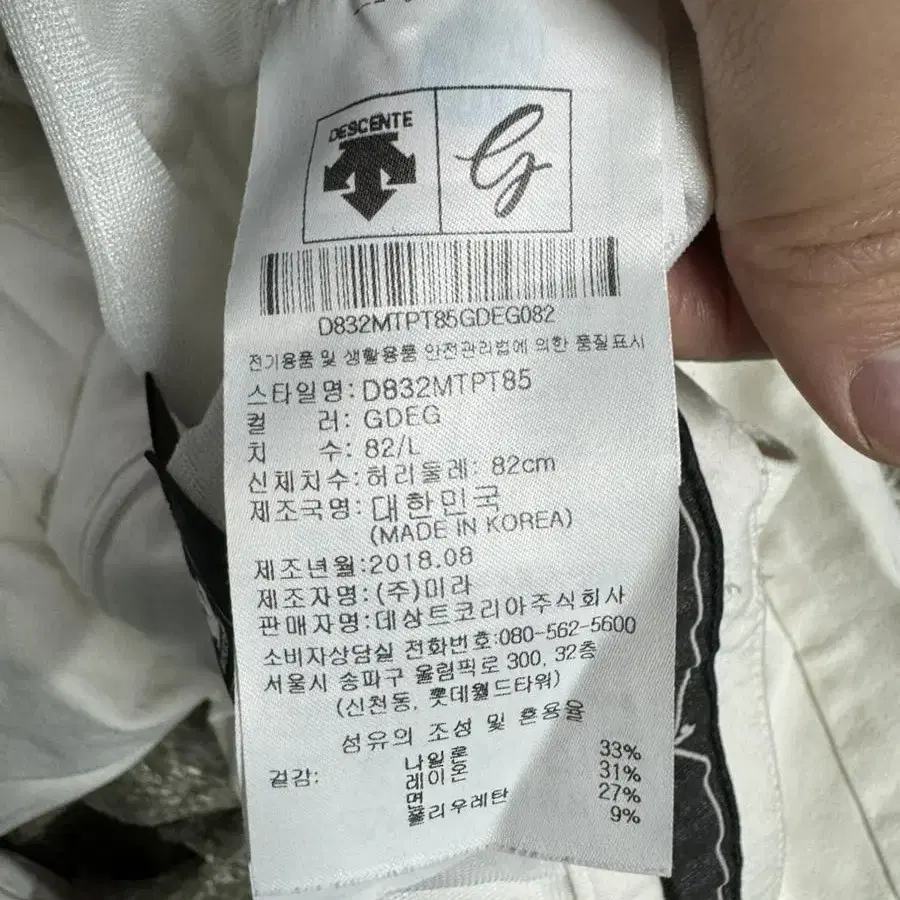 DESCENTE
D832MTPT85GDEG082
전기용품 및 생활용품 안전관리법에 의한 품질표시
스타일명: D832MTPT85
컬 러: GDEG
치 수: 82/L
신체치수: 허리둘레: 82cm
제조국명: 대한민국
(MADE IN KOREA)
제조년월:2018.08
제조자명: (주)미라
판매자명: 데상트코리아주식회사
소비자상담실 전화번호:080-562-5600
서울시 송파구 올림픽로 300, 32층
(신천동, 롯데월드타워)
섬유의 조성 및 혼용율
겉감: 나일론 33%
레이온 31%
면 27%
폴리우레탄 9%